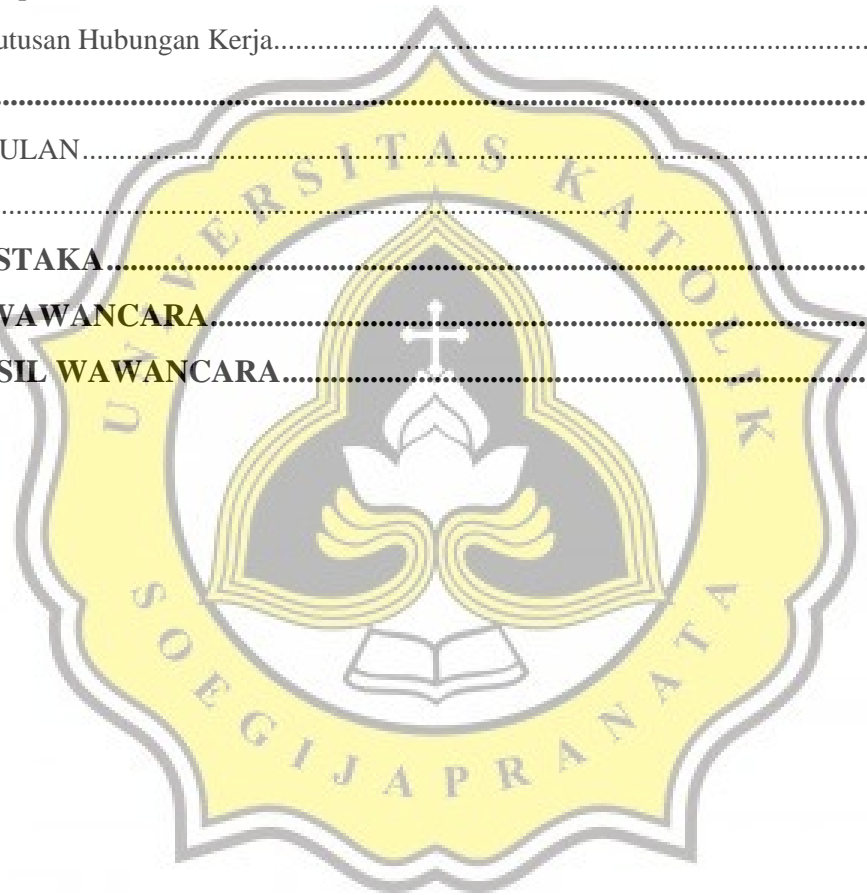 utusan Hubungan Kerja
ULAN
STAKA
WAWANCARA
SIL WAWANCARA
UNIVERSITAS KATOLIK
SOEGIJAPRANATA